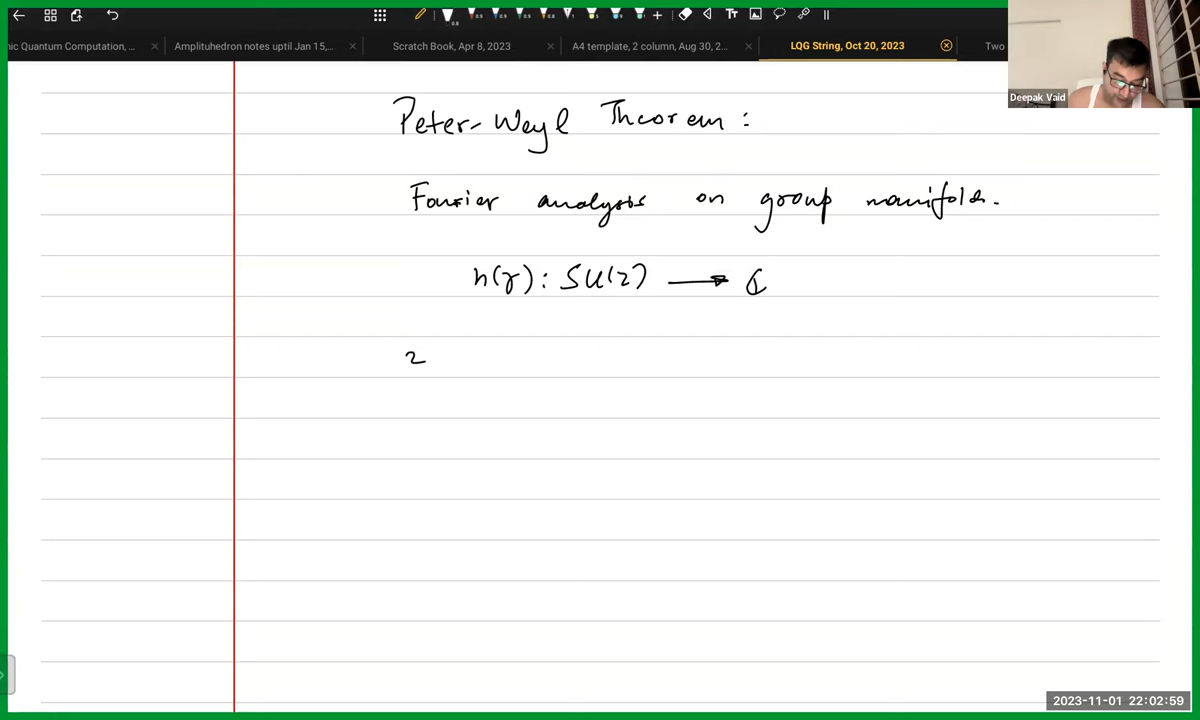 nic Quantum Computation, ...
Amplituhedron notes uptil Jan 15,...
Scratch Book, Apr 8, 2023
A4 template, 2 column, Aug 30, 2...
LQG String, Oct 20, 2023
Two
Deepak Vaid
Peter-Weyl Theorem:
Fourier analysis on group manifolds.
h(γ): SU(2) → ℂ
2
2023-11-01 22:02:59